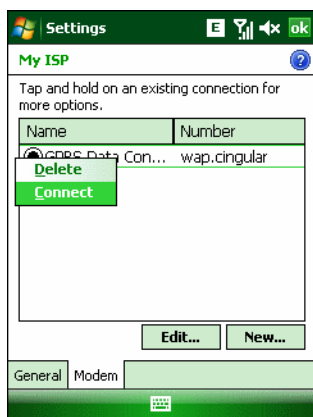 Settings E ok
My ISP ?
Tap and hold on an existing connection for
more options.
Name Number
GPRS Data Con... wap.cingular
Delete
Connect
Edit... New...
General Modem